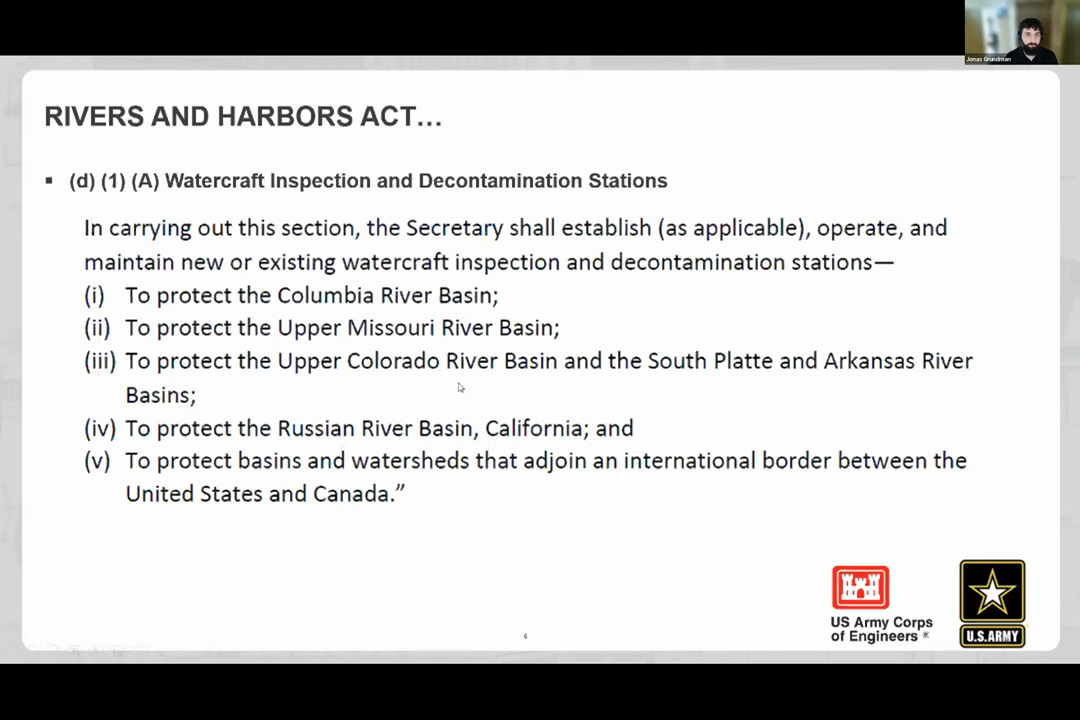 Jonas Grundman
RIVERS AND HARBORS ACT…
▪ (d) (1) (A) Watercraft Inspection and Decontamination Stations
In carrying out this section, the Secretary shall establish (as applicable), operate, and
maintain new or existing watercraft inspection and decontamination stations—
(i) To protect the Columbia River Basin;
(ii) To protect the Upper Missouri River Basin;
(iii) To protect the Upper Colorado River Basin and the South Platte and Arkansas River
Basins;
(iv) To protect the Russian River Basin, California; and
(v) To protect basins and watersheds that adjoin an international border between the
United States and Canada.”
US Army Corps
of Engineers ®
U.S.ARMY
6